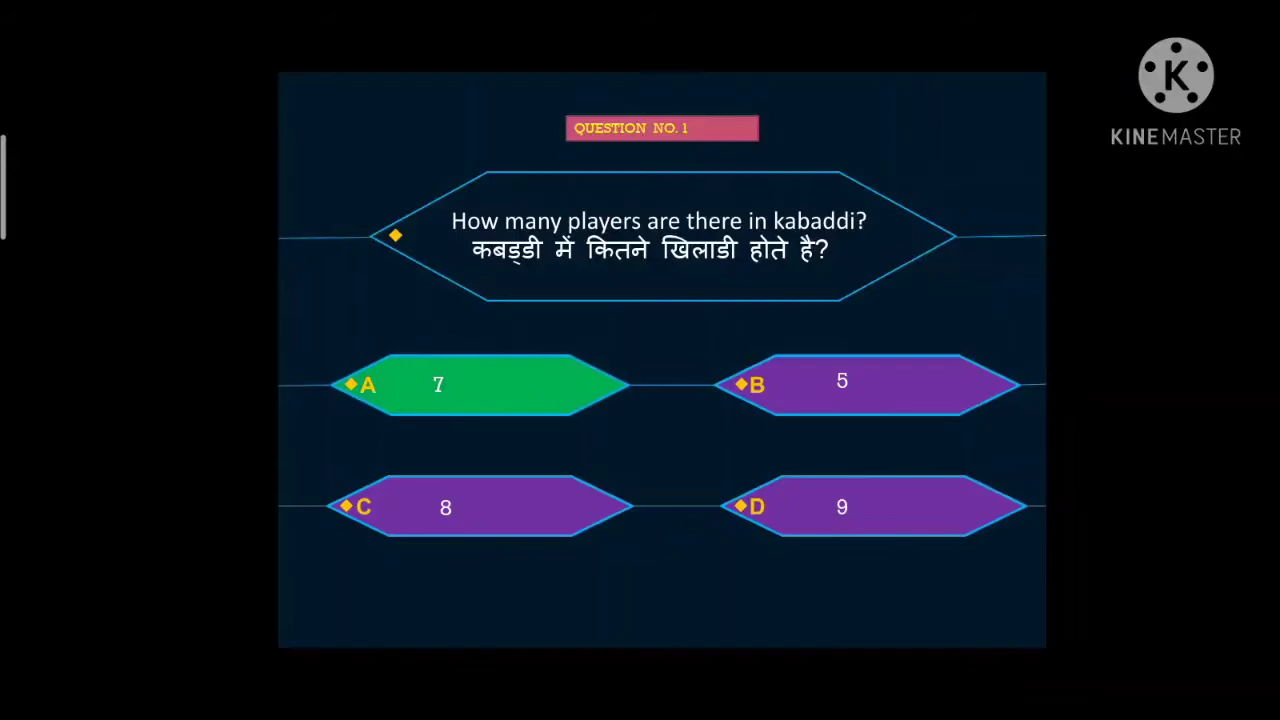 QUESTION NO. 1
How many players are there in kabaddi?
कबड्डी में कितने खिलाडी होते है?
A 7
B 5
C 8
D 9
K
KINEMASTER